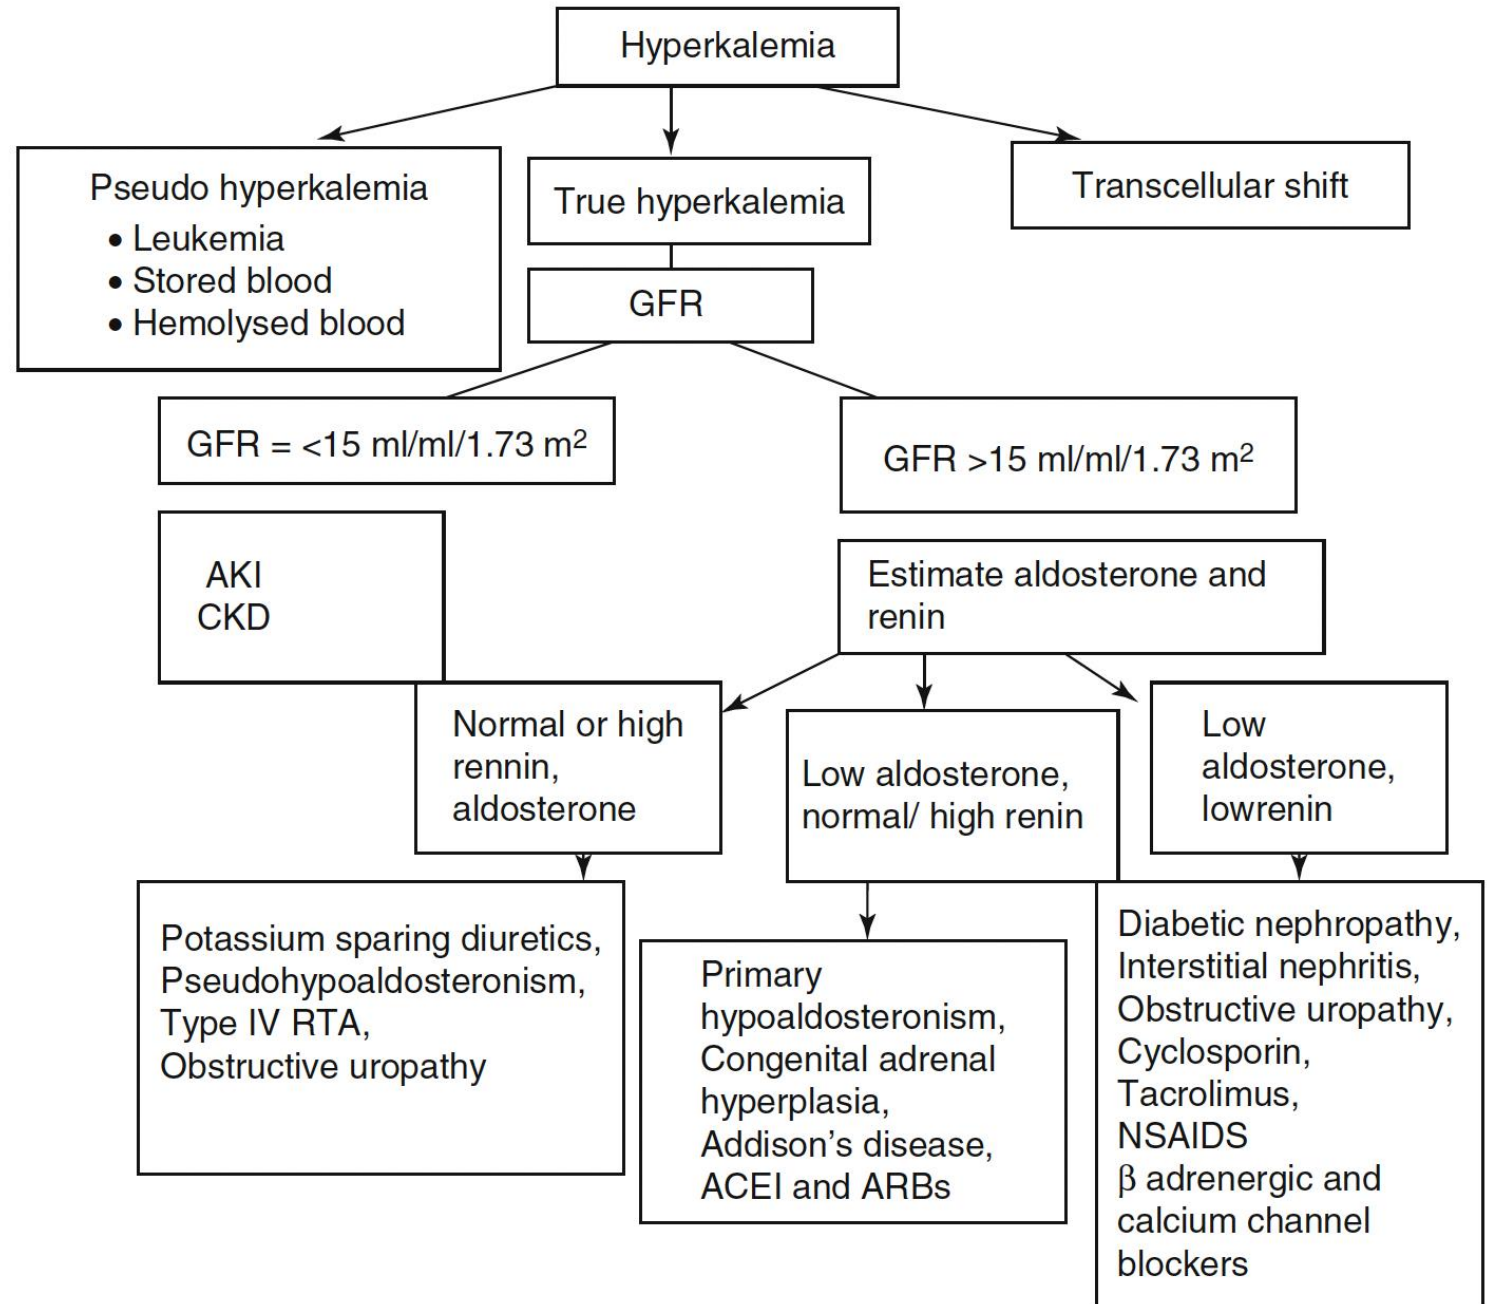 Hyperkalemia
Pseudo hyperkalemia
• Leukemia
• Stored blood
• Hemolysed blood
True hyperkalemia
Transcellular shift
GFR
GFR = <15 ml/ml/1.73 m²
GFR >15 ml/ml/1.73 m²
AKI
CKD
Estimate aldosterone and
renin
Normal or high
rennin,
aldosterone
Low aldosterone,
normal/ high renin
Low
aldosterone,
lowrenin
Potassium sparing diuretics,
Pseudohypoaldosteronism,
Type IV RTA,
Obstructive uropathy
Primary
hypoaldosteronism,
Congenital adrenal
hyperplasia,
Addison’s disease,
ACEI and ARBs
Diabetic nephropathy,
Interstitial nephritis,
Obstructive uropathy,
Cyclosporin,
Tacrolimus,
NSAIDS
β adrenergic and
calcium channel
blockers